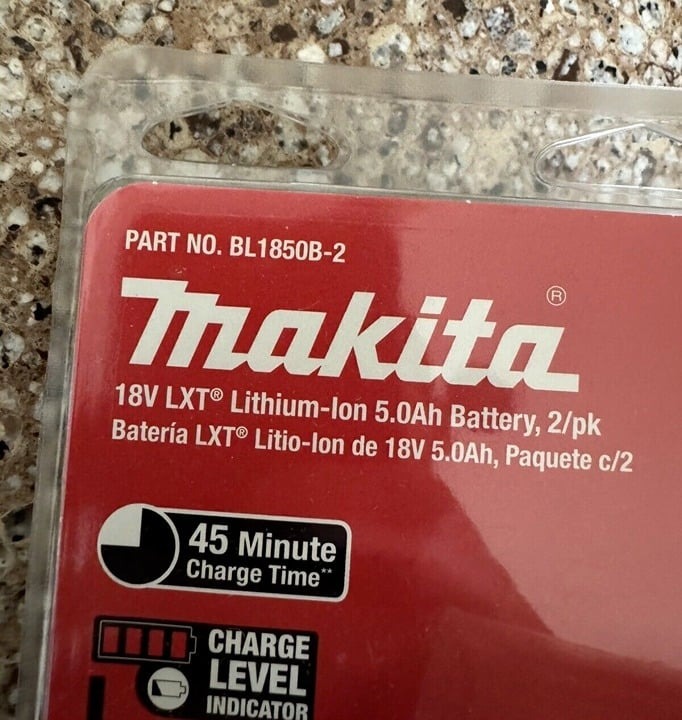 PART NO. BL1850B-2
makita®
18V LXT® Lithium-Ion 5.0Ah Battery, 2/pk
Batería LXT® Litio-Ion de 18V 5.0Ah, Paquete c/2
45 Minute
Charge Time**
CHARGE
LEVEL
INDICATOR